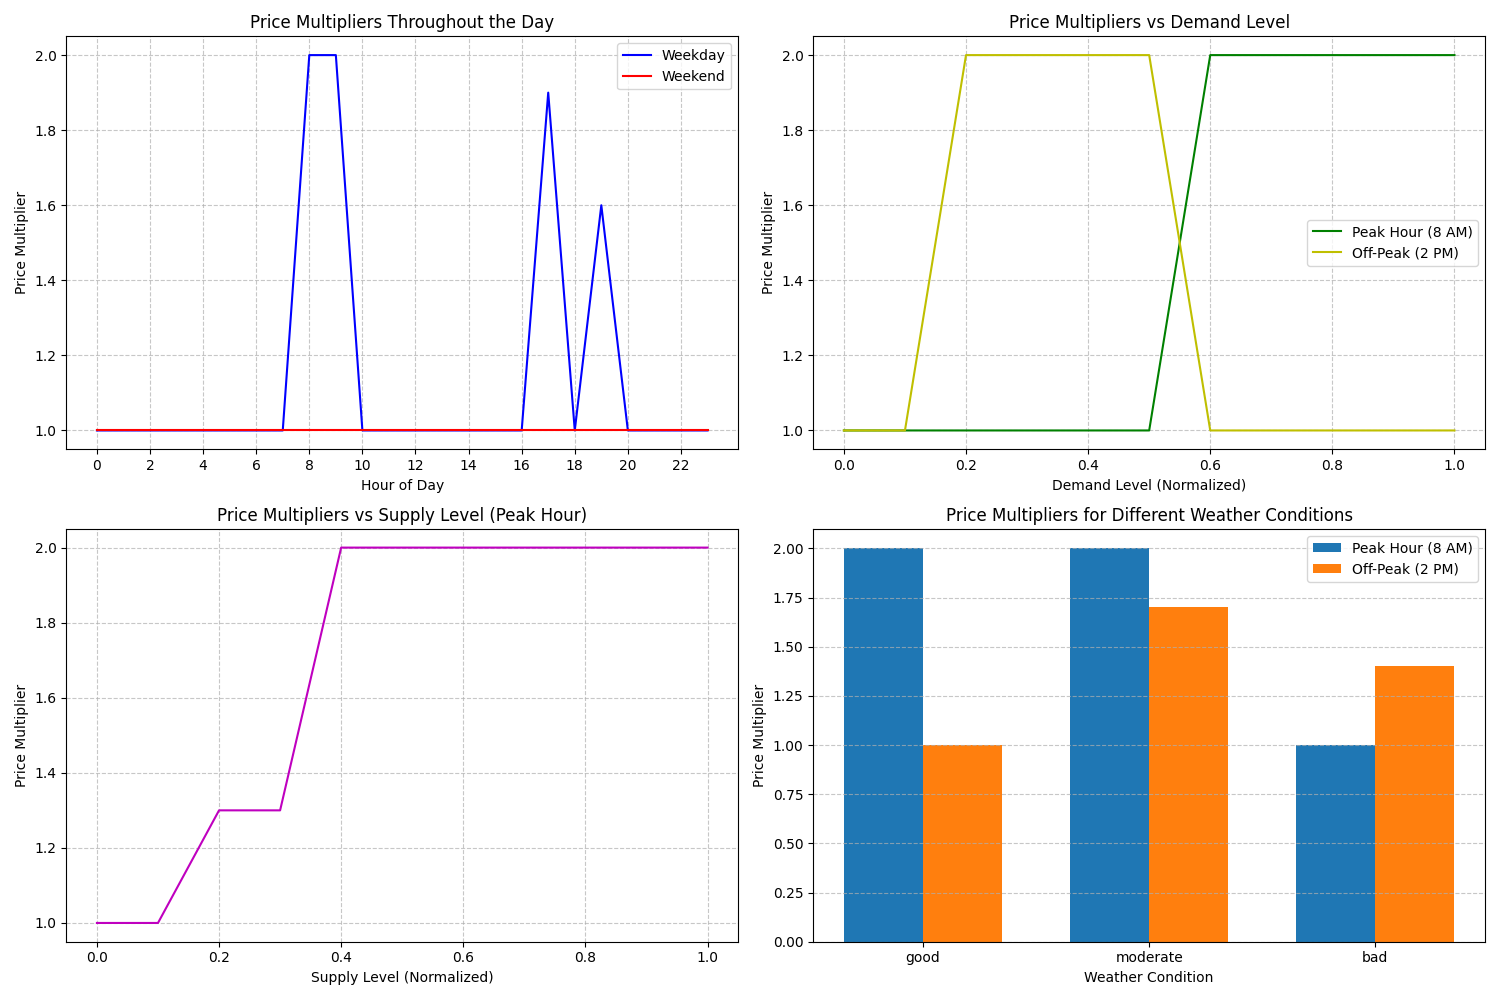 Price Multipliers Throughout the Day
Price Multiplier
2.0
1.8
1.6
1.4
1.2
1.0
Weekday
Weekend
0 2 4 6 8 10 12 14 16 18 20 22
Hour of Day
Price Multipliers vs Demand Level
Price Multiplier
2.0
1.8
1.6
1.4
1.2
1.0
Peak Hour (8 AM)
Off-Peak (2 PM)
0.0 0.2 0.4 0.6 0.8 1.0
Demand Level (Normalized)
Price Multipliers vs Supply Level (Peak Hour)
Price Multiplier
2.0
1.8
1.6
1.4
1.2
1.0
0.0 0.2 0.4 0.6 0.8 1.0
Supply Level (Normalized)
Price Multipliers for Different Weather Conditions
Price Multiplier
2.00
1.75
1.50
1.25
1.00
0.75
0.50
0.25
0.00
Peak Hour (8 AM)
Off-Peak (2 PM)
good moderate bad
Weather Condition